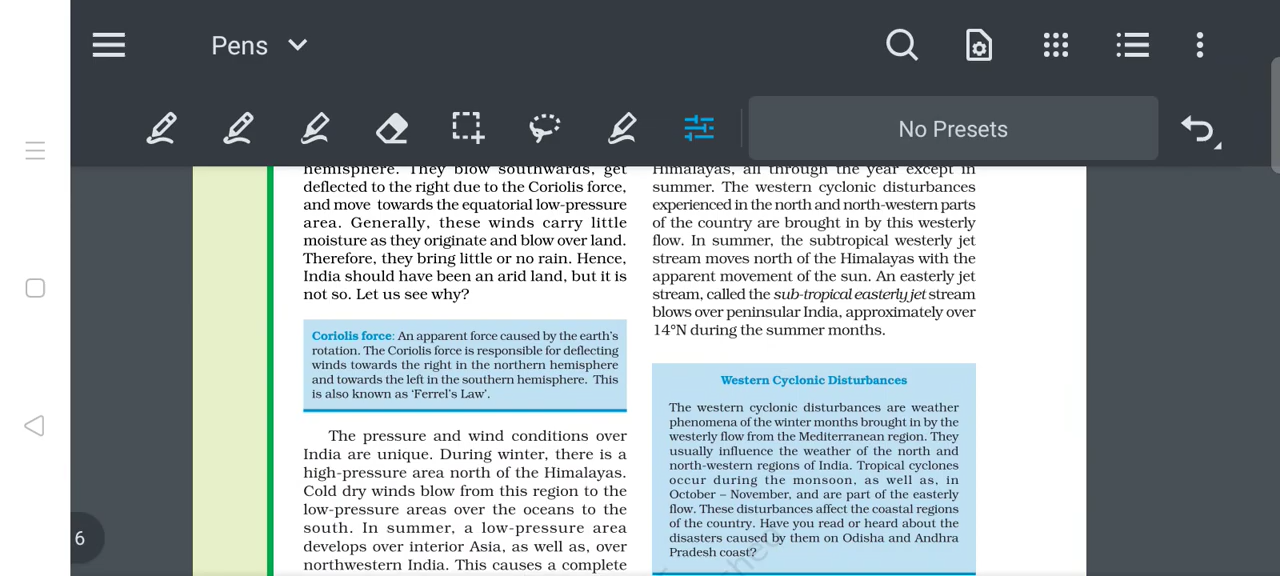 Pens
No Presets
hemisphere. They blow southwards, get
deflected to the right due to the Coriolis force,
and move towards the equatorial low-pressure
area. Generally, these winds carry little
moisture as they originate and blow over land.
Therefore, they bring little or no rain. Hence,
India should have been an arid land, but it is
not so. Let us see why?
Coriolis force: An apparent force caused by the earth's
rotation. The Coriolis force is responsible for deflecting
winds towards the right in the northern hemisphere
and towards the left in the southern hemisphere. This
is also known as 'Ferrel's Law'.
The pressure and wind conditions over
India are unique. During winter, there is a
high-pressure area north of the Himalayas.
Cold dry winds blow from this region to the
low-pressure areas over the oceans to the
south. In summer, a low-pressure area
develops over interior Asia, as well as, over
northwestern India. This causes a complete
Himalayas, all through the year except in
summer. The western cyclonic disturbances
experienced in the north and north-western parts
of the country are brought in by this westerly
flow. In summer, the subtropical westerly jet
stream moves north of the Himalayas with the
apparent movement of the sun. An easterly jet
stream, called the sub-tropical easterly jet stream
blows over peninsular India, approximately over
14°N during the summer months.
Western Cyclonic Disturbances
The western cyclonic disturbances are weather
phenomena of the winter months brought in by the
westerly flow from the Mediterranean region. They
usually influence the weather of the north and
north-western regions of India. Tropical cyclones
occur during the monsoon, as well as, in
October – November, and are part of the easterly
flow. These disturbances affect the coastal regions
of the country. Have you read or heard about the
disasters caused by them on Odisha and Andhra
Pradesh coast?
6